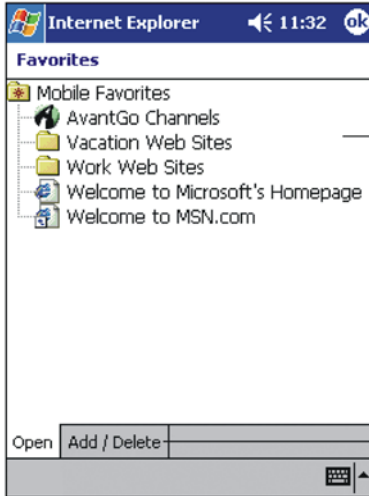 Internet Explorer 11:32 ok
Favorites
Mobile Favorites
AvantGo Channels
Vacation Web Sites
Work Web Sites
Welcome to Microsoft's Homepage
Welcome to MSN.com
Open Add / Delete